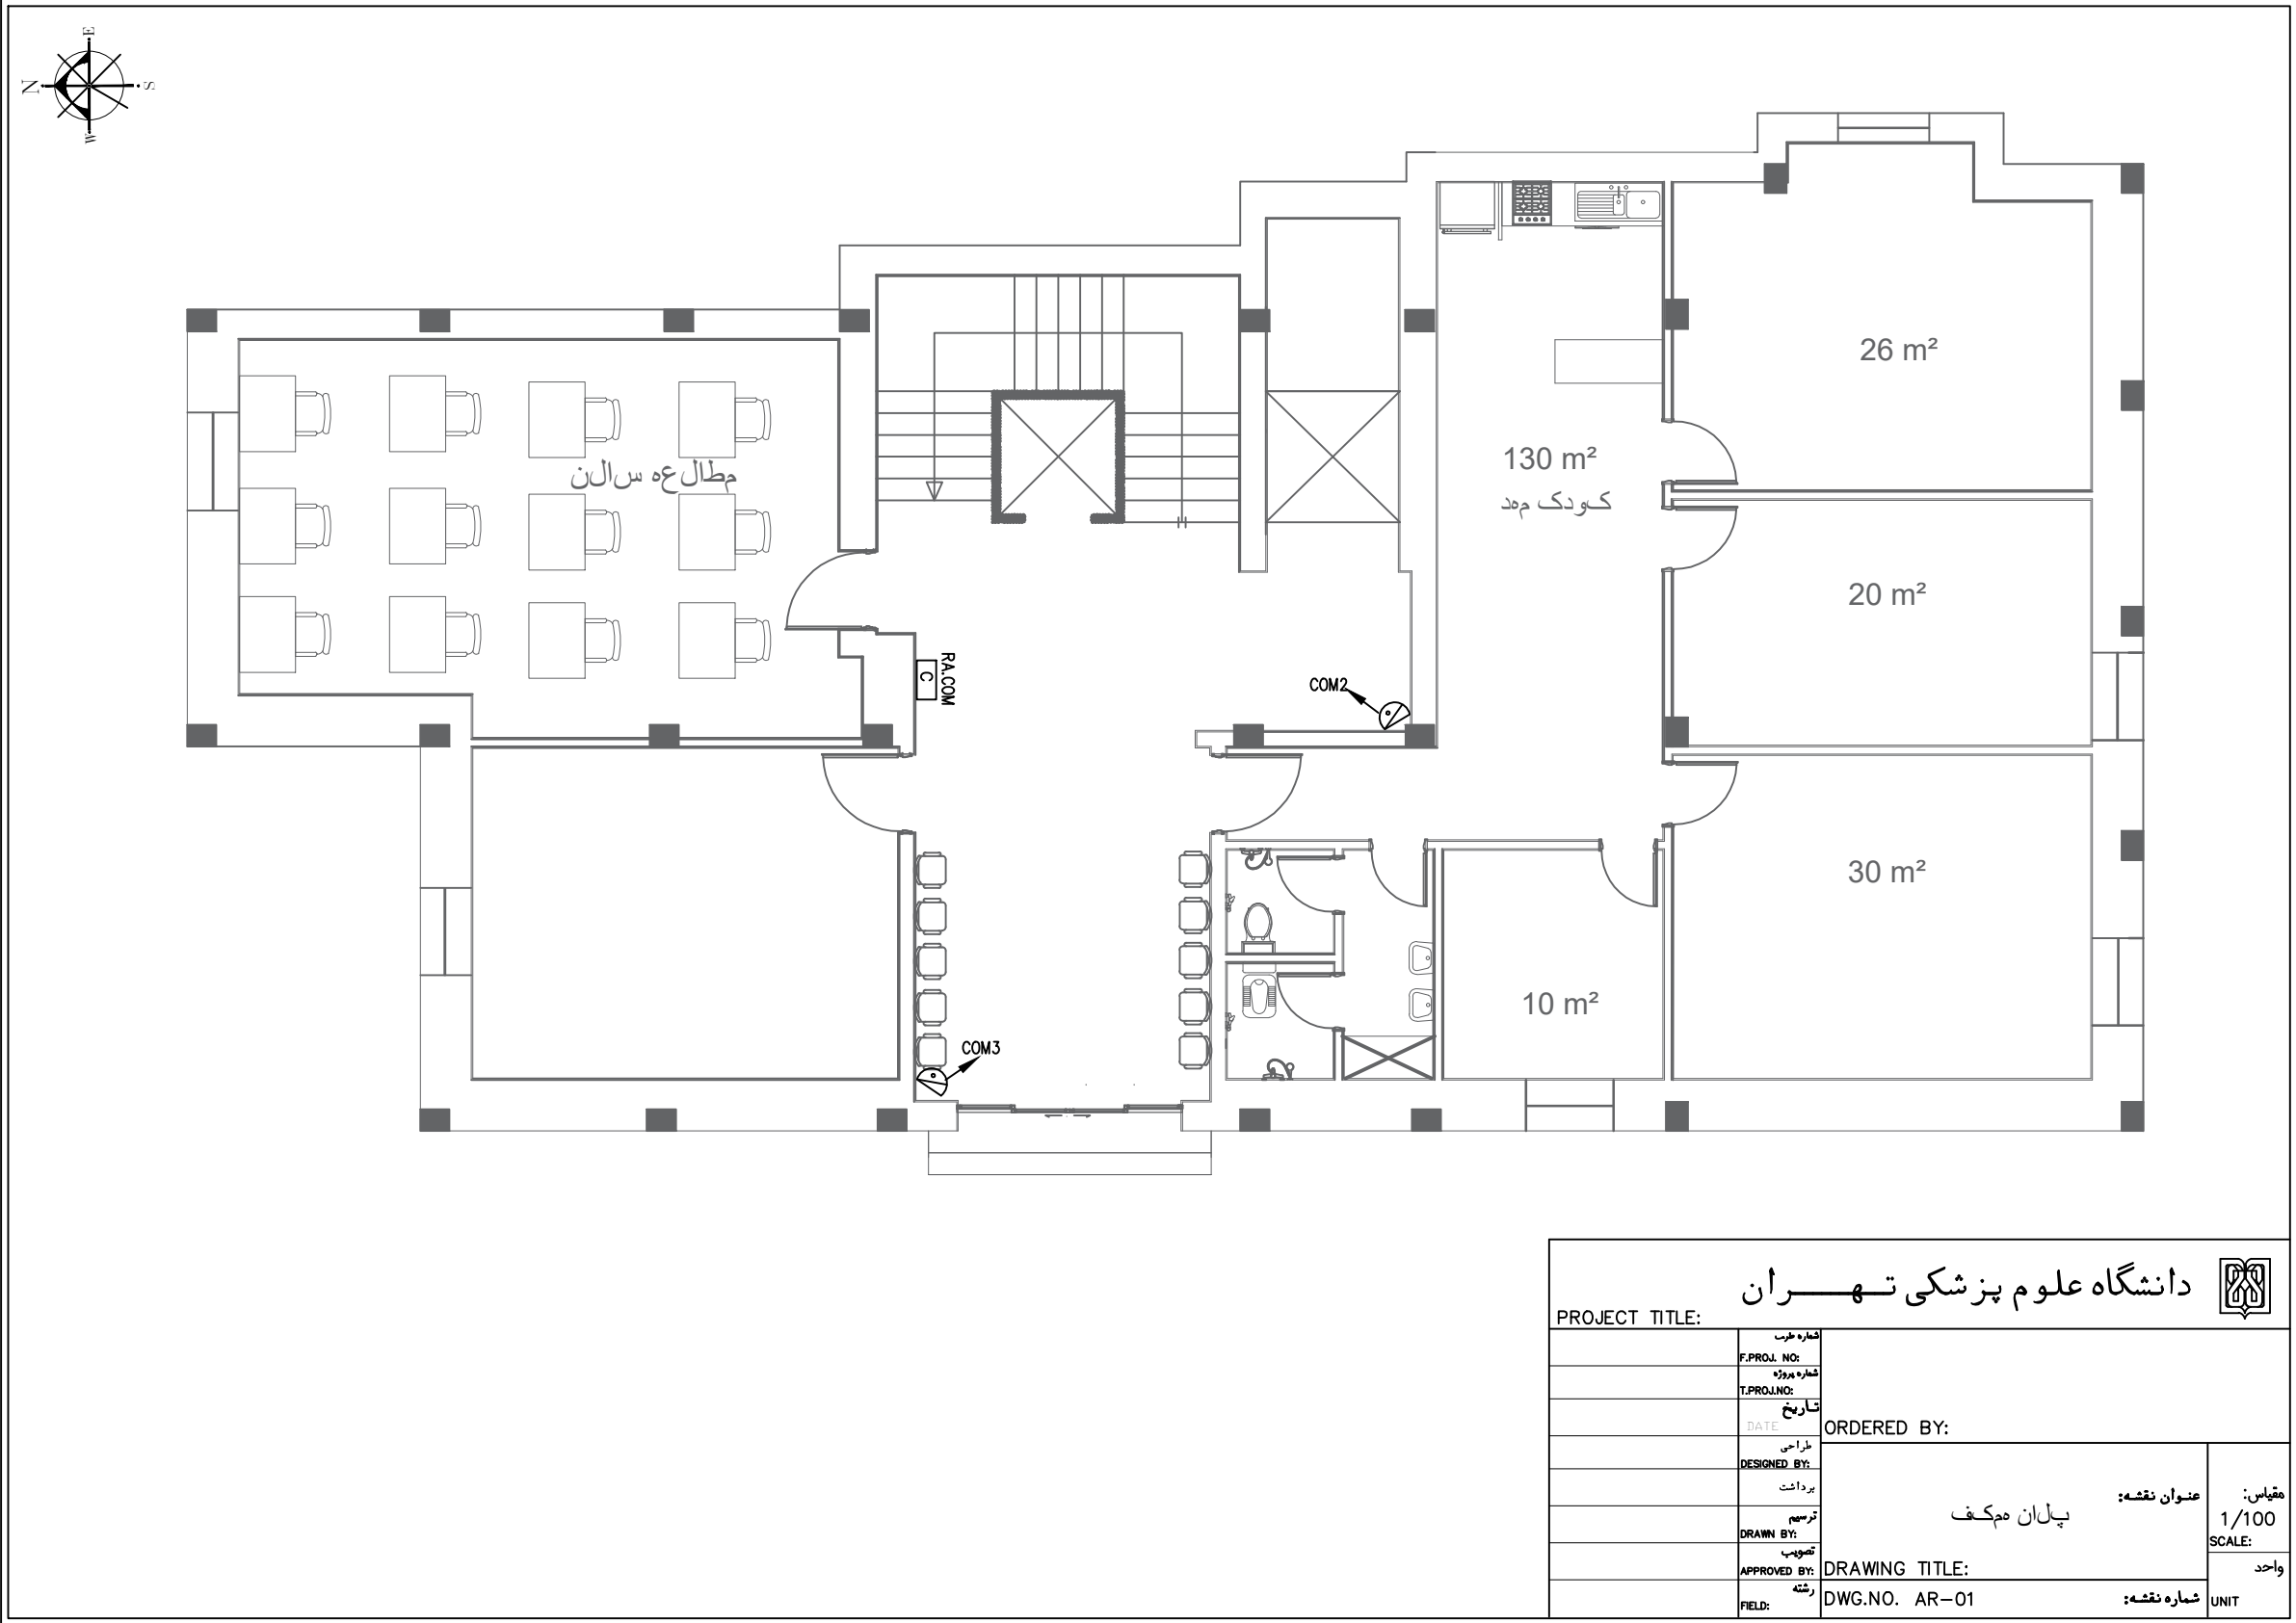 E
N
S
W
26 m²
مطالعه سالن
130 m²
کودک مهد
20 m²
RA.COM
C
COM2
30 m²
10 m²
COM3
دانشگاه علوم پزشکی تهــــران
PROJECT TITLE:
شماره طرح
F.PROJ. NO:
شماره پروژه
T.PROJ.NO:
تاریخ
DATE
ORDERED BY:
طراحی
DESIGNED BY:
برداشت
ترسیم
DRAWN BY:
تصویب
APPROVED BY:
رشته
FIELD:
عنوان نقشه:
پلان همکف
DRAWING TITLE:
مقیاس:
1/100
SCALE:
واحد
UNIT
DWG.NO. AR-01
شماره نقشه: